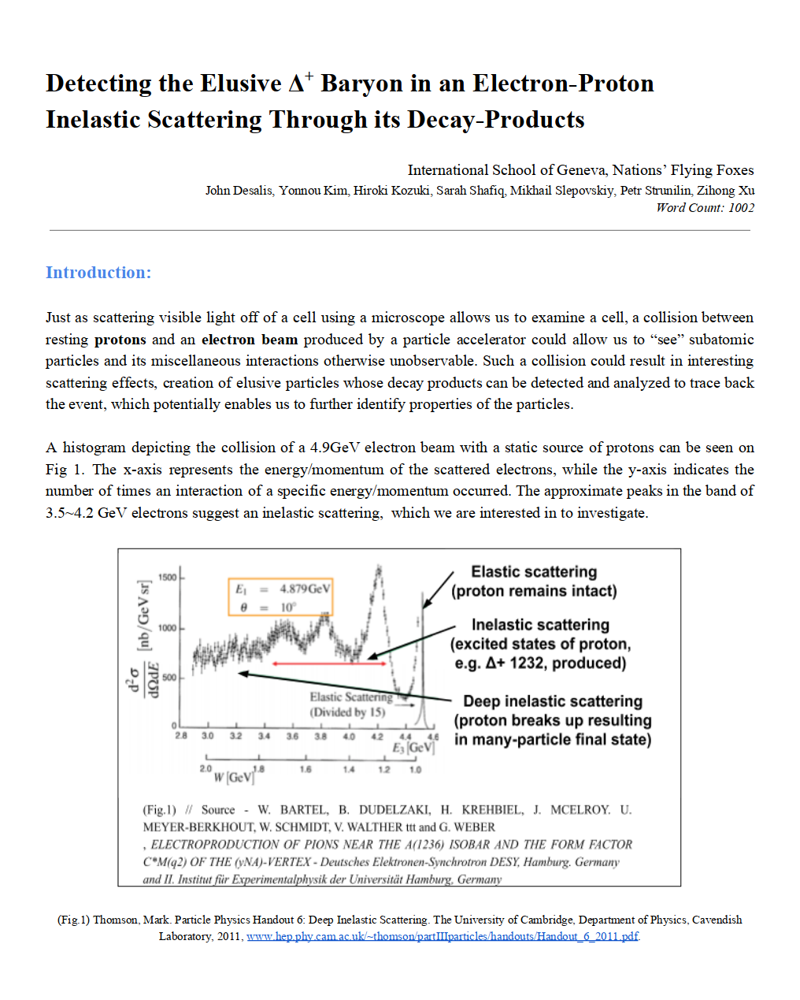 Detecting the Elusive Δ+ Baryon in an Electron-Proton
Inelastic Scattering Through its Decay-Products
International School of Geneva, Nations’ Flying Foxes
John Desalis, Yonnou Kim, Hiroki Kozuki, Sarah Shafiq, Mikhail Slepovskiy, Petr Strunilin, Zihong Xu
Word Count: 1002
Introduction:
Just as scattering visible light off of a cell using a microscope allows us to examine a cell, a collision between
resting protons and an electron beam produced by a particle accelerator could allow us to “see” subatomic
particles and its miscellaneous interactions otherwise unobservable. Such a collision could result in interesting
scattering effects, creation of elusive particles whose decay products can be detected and analyzed to trace back
the event, which potentially enables us to further identify properties of the particles.
A histogram depicting the collision of a 4.9GeV electron beam with a static source of protons can be seen on
Fig 1. The x-axis represents the energy/momentum of the scattered electrons, while the y-axis indicates the
number of times an interaction of a specific energy/momentum occurred. The approximate peaks in the band of
3.5~4.2 GeV electrons suggest an inelastic scattering, which we are interested in to investigate.
d²σ/dΩdE [nb/GeV sr]
1500
1000
500
0
E₁ = 4.879GeV
θ = 10°
Elastic Scattering
(Divided by 15)
2.8 3.0 3.2 3.4 3.6 3.8 4.0 4.2 4.4 4.6
E₃ [GeV]
2.0 1.8 1.6 1.4 1.2 1.0
W [GeV]
Elastic scattering
(proton remains intact)
Inelastic scattering
(excited states of proton,
e.g. Δ+ 1232, produced)
Deep inelastic scattering
(proton breaks up resulting
in many-particle final state)
(Fig.1) // Source - W. BARTEL, B. DUDELZAKI, H. KREHBIEL, J. MCELROY. U.
MEYER-BERKHOUT, W. SCHMIDT, V. WALTHER ttt and G. WEBER
, ELECTROPRODUCTION OF PIONS NEAR THE A(1236) ISOBAR AND THE FORM FACTOR
C*M(q2) OF THE (yNA)-VERTEX - Deutsches Elektronen-Synchrotron DESY, Hamburg. Germany
and II. Institut für Experimentalphysik der Universität Hamburg, Germany
(Fig.1) Thomson, Mark. Particle Physics Handout 6: Deep Inelastic Scattering. The University of Cambridge, Department of Physics, Cavendish
Laboratory, 2011, www.hep.phy.cam.ac.uk/~thomson/partIIIparticles/handouts/Handout_6_2011.pdf.